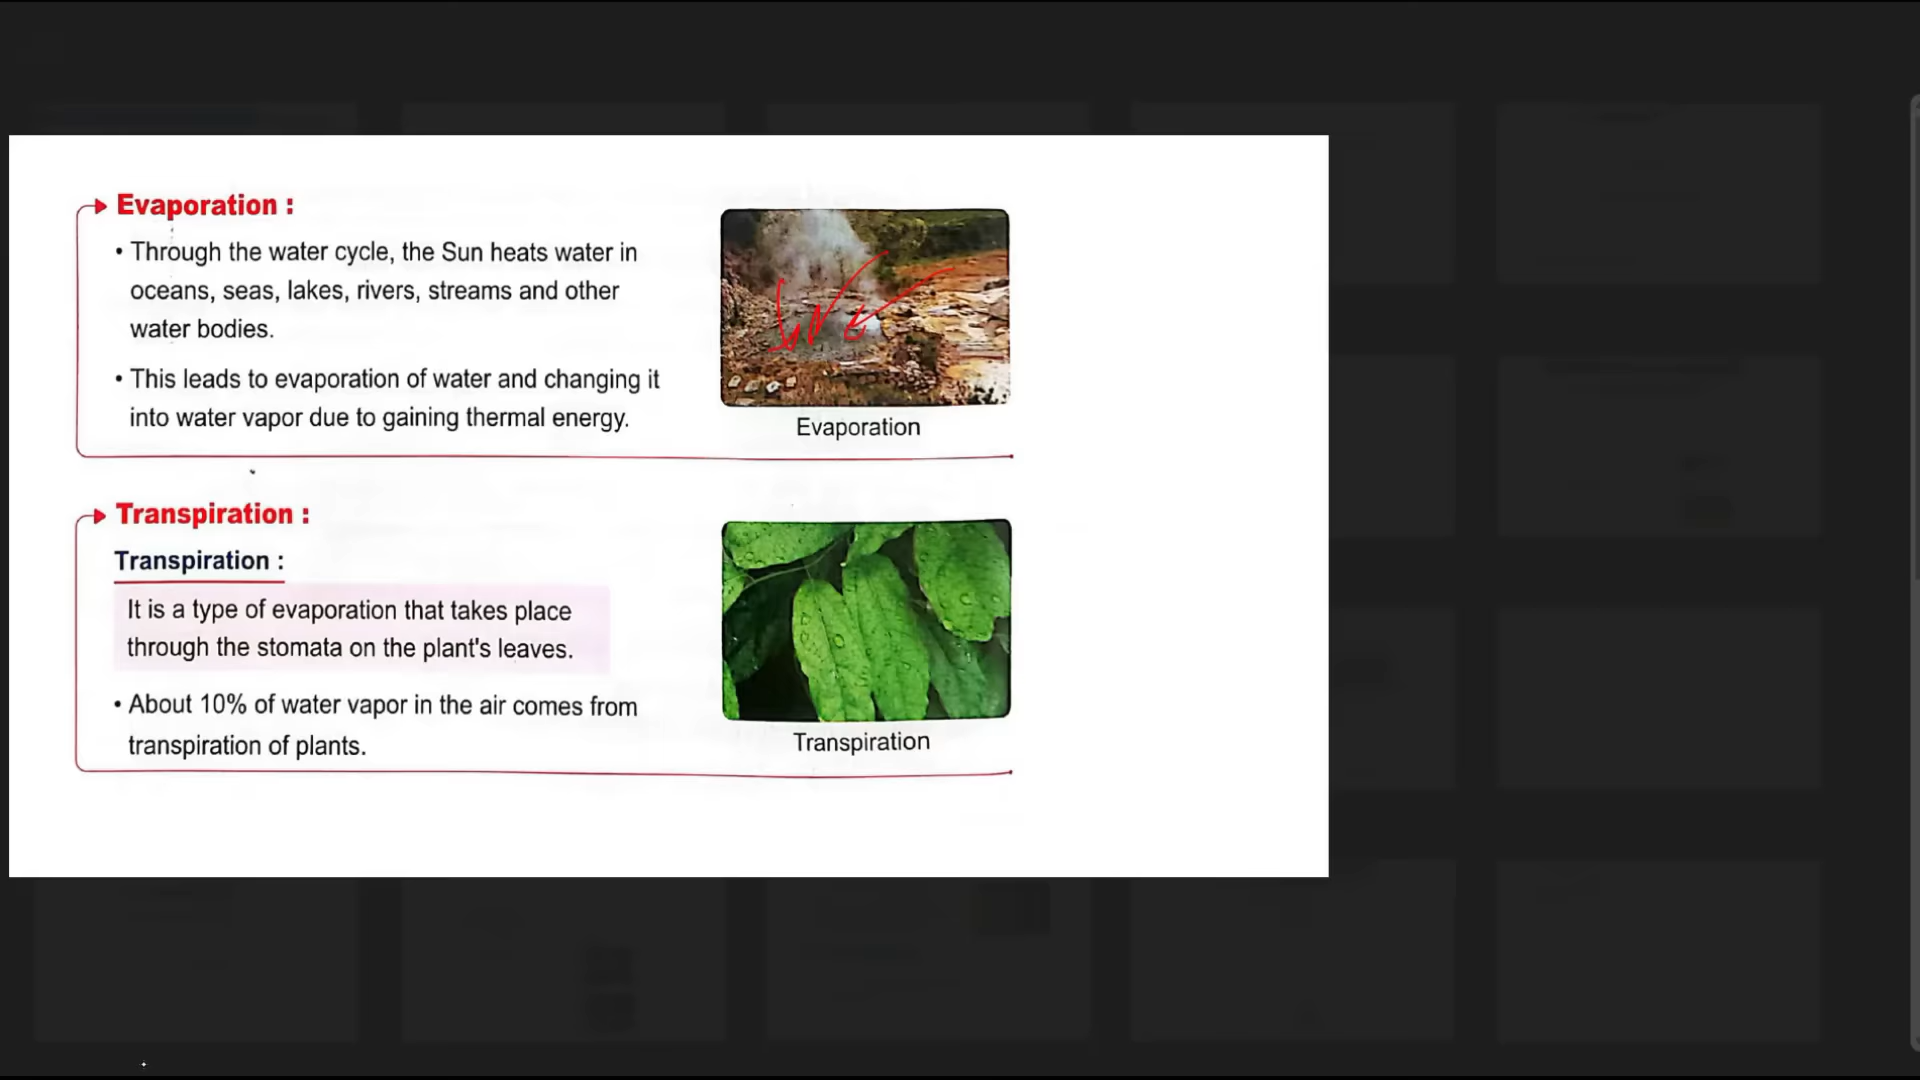 Evaporation :
• Through the water cycle, the Sun heats water in
oceans, seas, lakes, rivers, streams and other
water bodies.
• This leads to evaporation of water and changing it
into water vapor due to gaining thermal energy.
Evaporation
Transpiration :
Transpiration :
It is a type of evaporation that takes place
through the stomata on the plant's leaves.
• About 10% of water vapor in the air comes from
transpiration of plants.
Transpiration